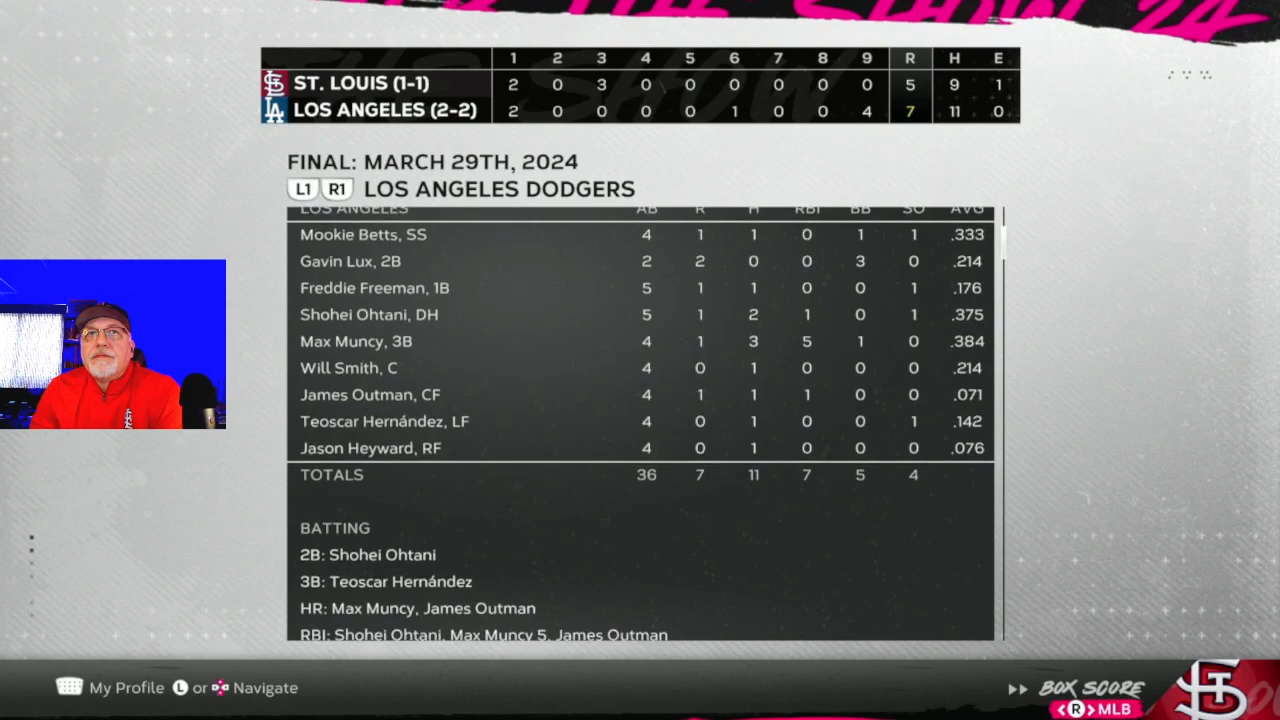 THE SHOW 24
1 2 3 4 5 6 7 8 9 R H E
ST. LOUIS (1-1) 2 0 3 0 0 0 0 0 0 5 9 1
LOS ANGELES (2-2) 2 0 0 0 0 1 0 0 4 7 11 0
FINAL: MARCH 29TH, 2024
L1 R1 LOS ANGELES DODGERS
LOS ANGELES AB R H RBI BB SO AVG
Mookie Betts, SS 4 1 1 0 1 1 .333
Gavin Lux, 2B 2 2 0 0 3 0 .214
Freddie Freeman, 1B 5 1 1 0 0 1 .176
Shohei Ohtani, DH 5 1 2 1 0 1 .375
Max Muncy, 3B 4 1 3 5 1 0 .384
Will Smith, C 4 0 1 0 0 0 .214
James Outman, CF 4 1 1 1 0 0 .071
Teoscar Hernández, LF 4 0 1 0 0 1 .142
Jason Heyward, RF 4 0 1 0 0 0 .076
TOTALS 36 7 11 7 5 4
BATTING
2B: Shohei Ohtani
3B: Teoscar Hernández
HR: Max Muncy, James Outman
RBI: Shohei Ohtani, Max Muncy 5, James Outman
My Profile L or Navigate
BOX SCORE
R MLB